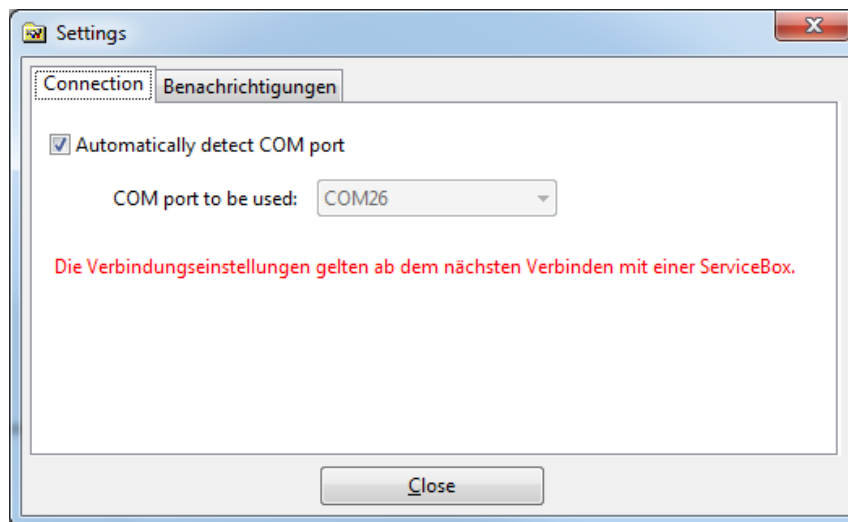 Settings
Connection Benachrichtigungen
Automatically detect COM port
COM port to be used: COM26
Die Verbindungseinstellungen gelten ab dem nächsten Verbinden mit einer ServiceBox.
Close